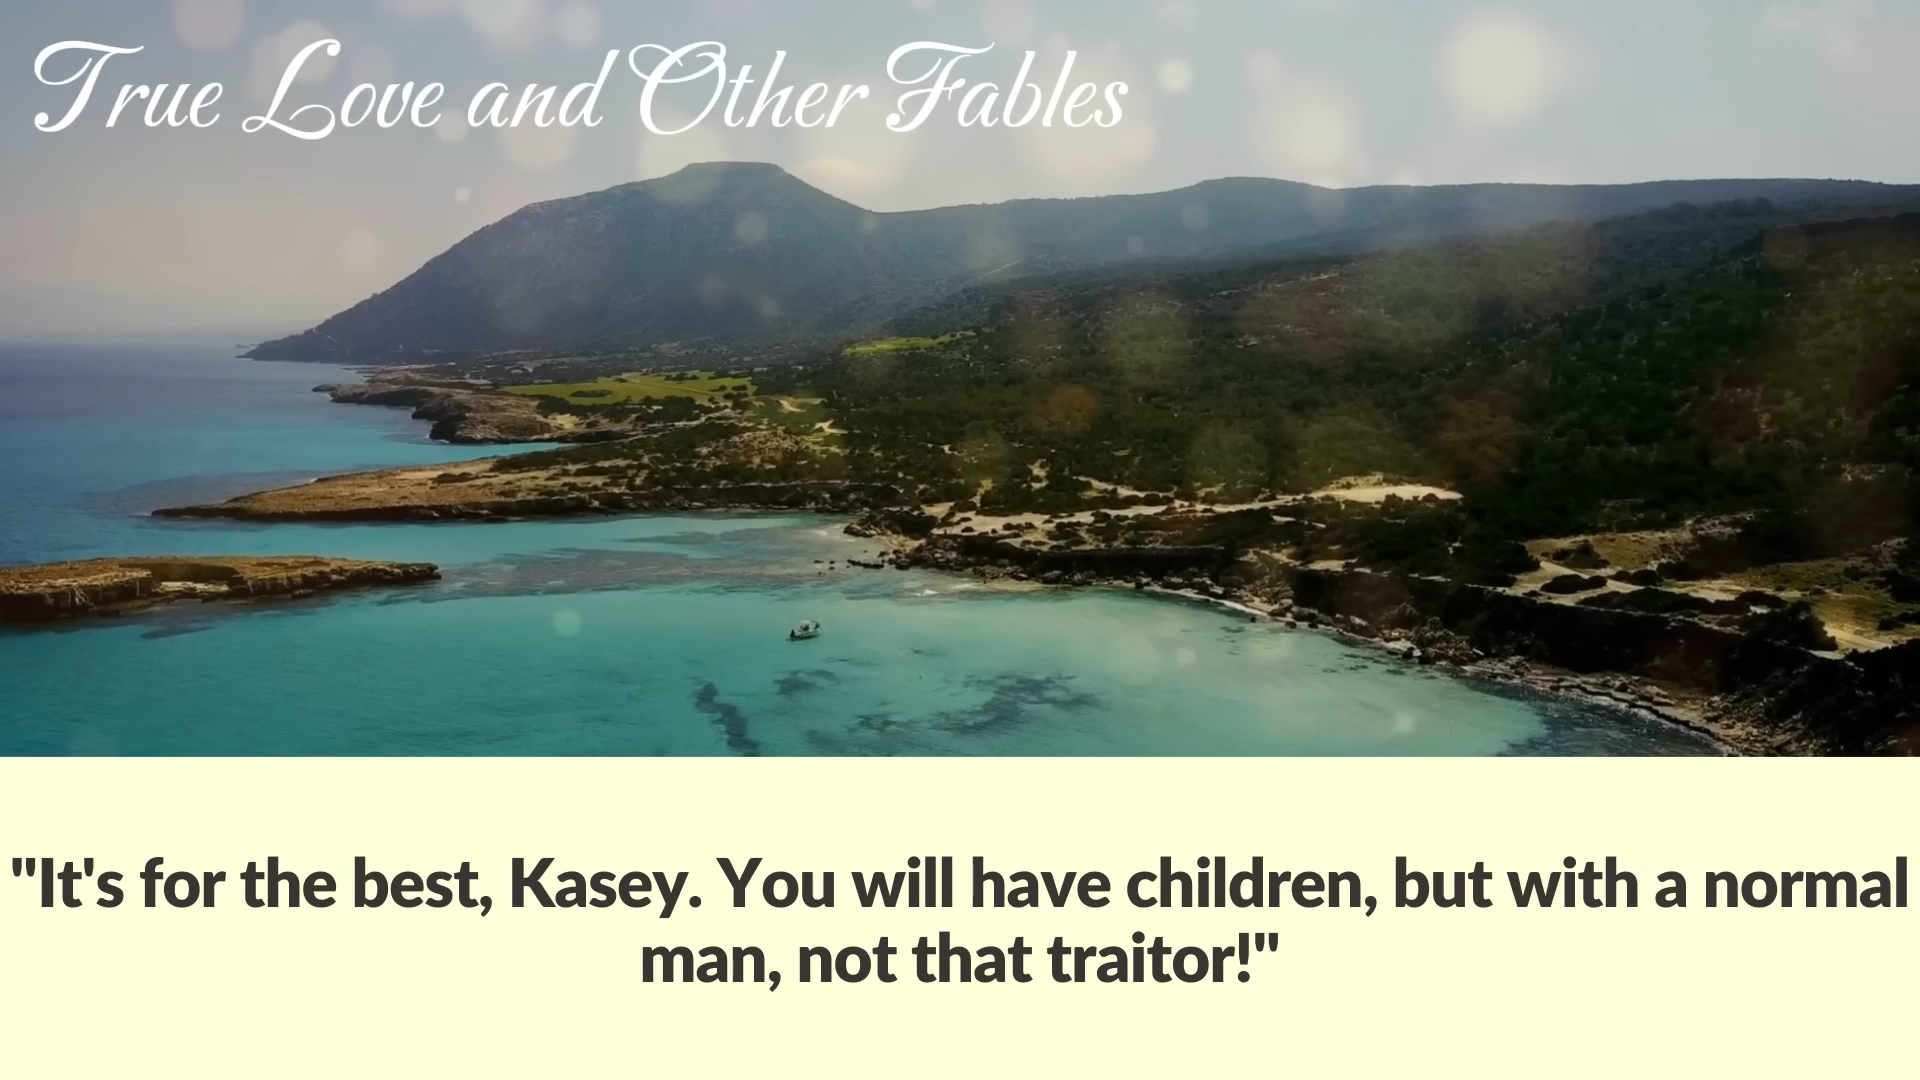 True Love and Other Fables
"It's for the best, Kasey. You will have children, but with a normal
man, not that traitor!"